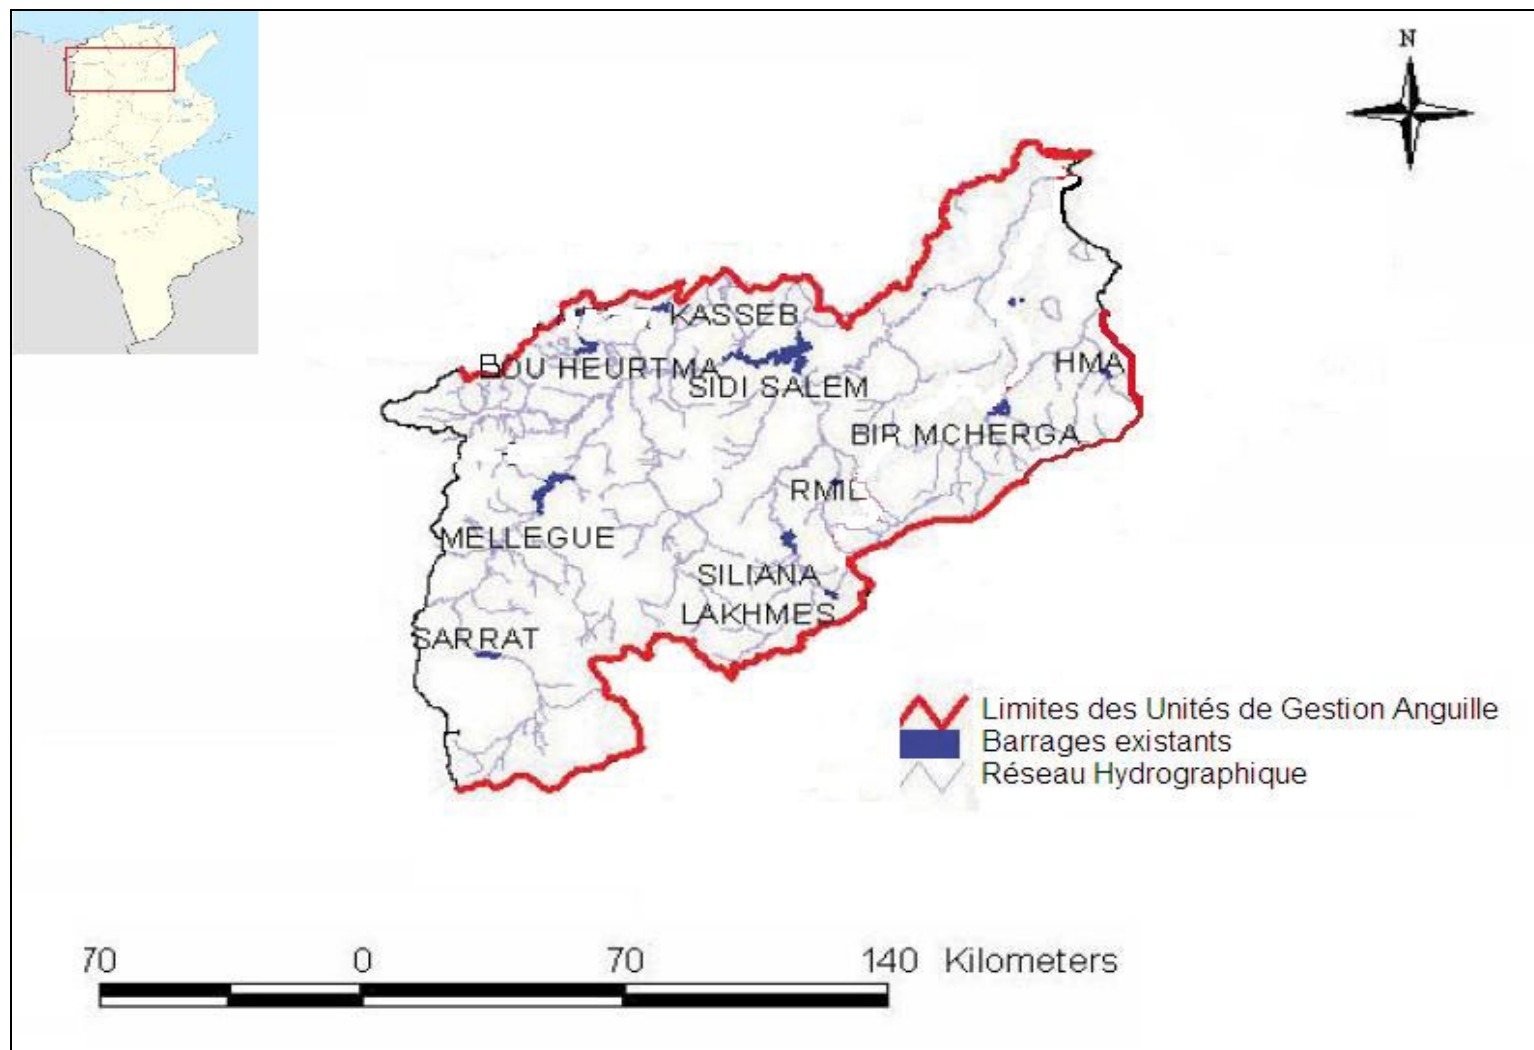 N
KASSEB
BOU HEURTMA
HMA
SIDI SALEM
BIR MCHERGA
RMIL
MELLEGUE
SILIANA
LAKHMES
SARRAT
Limites des Unités de Gestion Anguille
Barrages existants
Réseau Hydrographique
70 0 70 140 Kilometers